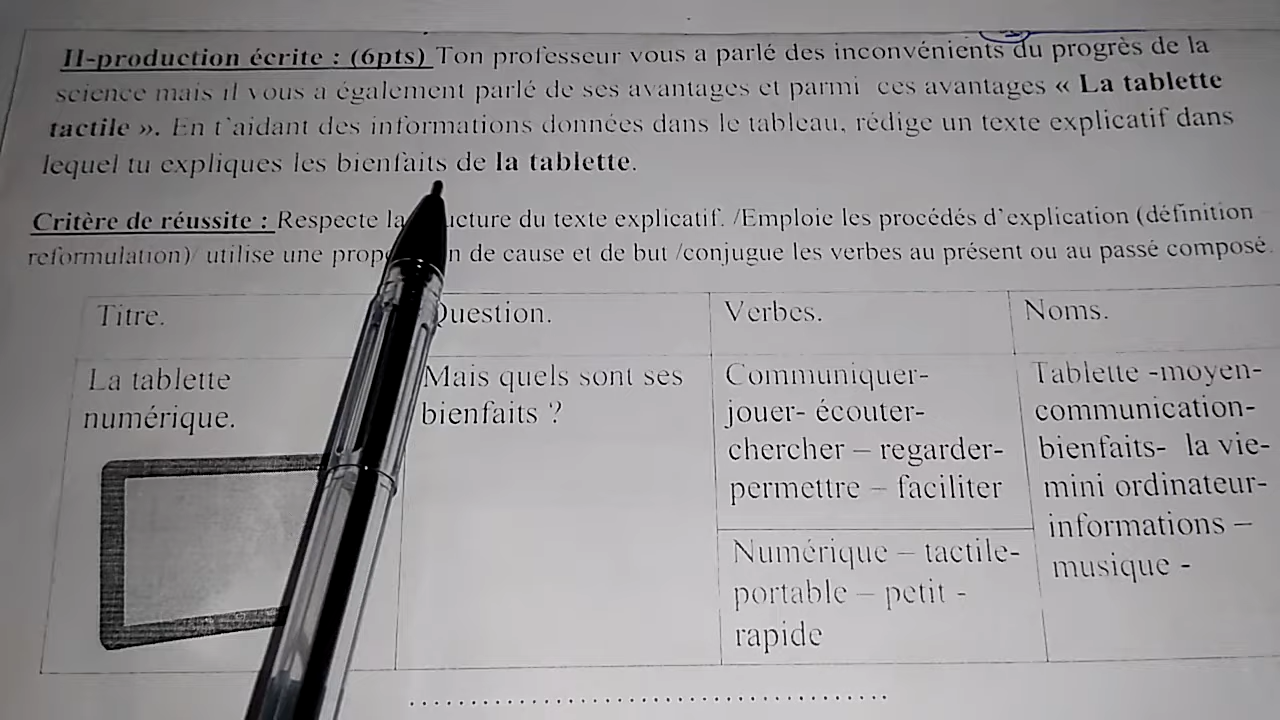 II-production écrite : (6pts) Ton professeur vous a parlé des inconvénients du progrès de la
science mais il vous a également parlé de ses avantages et parmi ces avantages « La tablette
tactile ». En t'aidant des informations données dans le tableau, rédige un texte explicatif dans
lequel tu expliques les bienfaits de la tablette.
Critère de réussite : Respecte la du texte explicatif. /Emploie les procédés d'explication (définition
reformulation)/ utilise une de cause et de but /conjugue les verbes au présent ou au passé composé.
Titre.
Question.
Verbes.
Noms.
La tablette
numérique.
Mais quels sont ses
bienfaits ?
Communiquer-
jouer- écouter-
chercher – regarder-
permettre – faciliter
Numérique – tactile-
portable – petit -
rapide
Tablette -moyen-
communication-
bienfaits- la vie-
mini ordinateur-
informations –
musique -